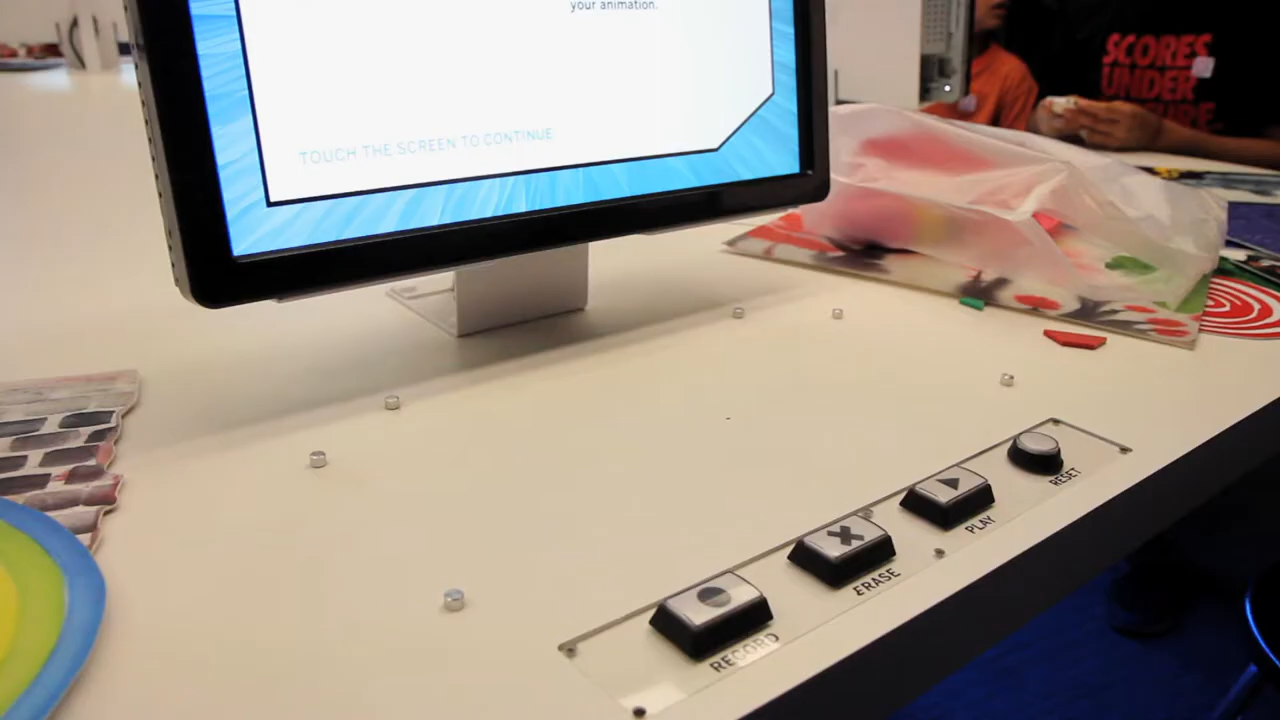 your animation.
TOUCH THE SCREEN TO CONTINUE
SCORES
UNDER
RESET
PLAY
ERASE
RECORD